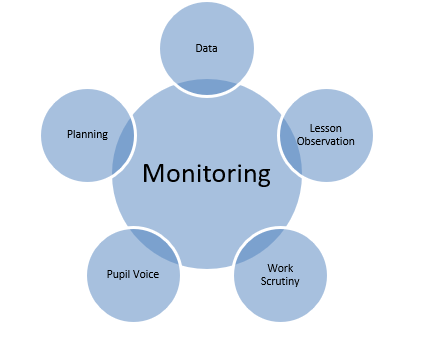 Data
Planning
Lesson
Observation
Monitoring
Pupil Voice
Work
Scrutiny